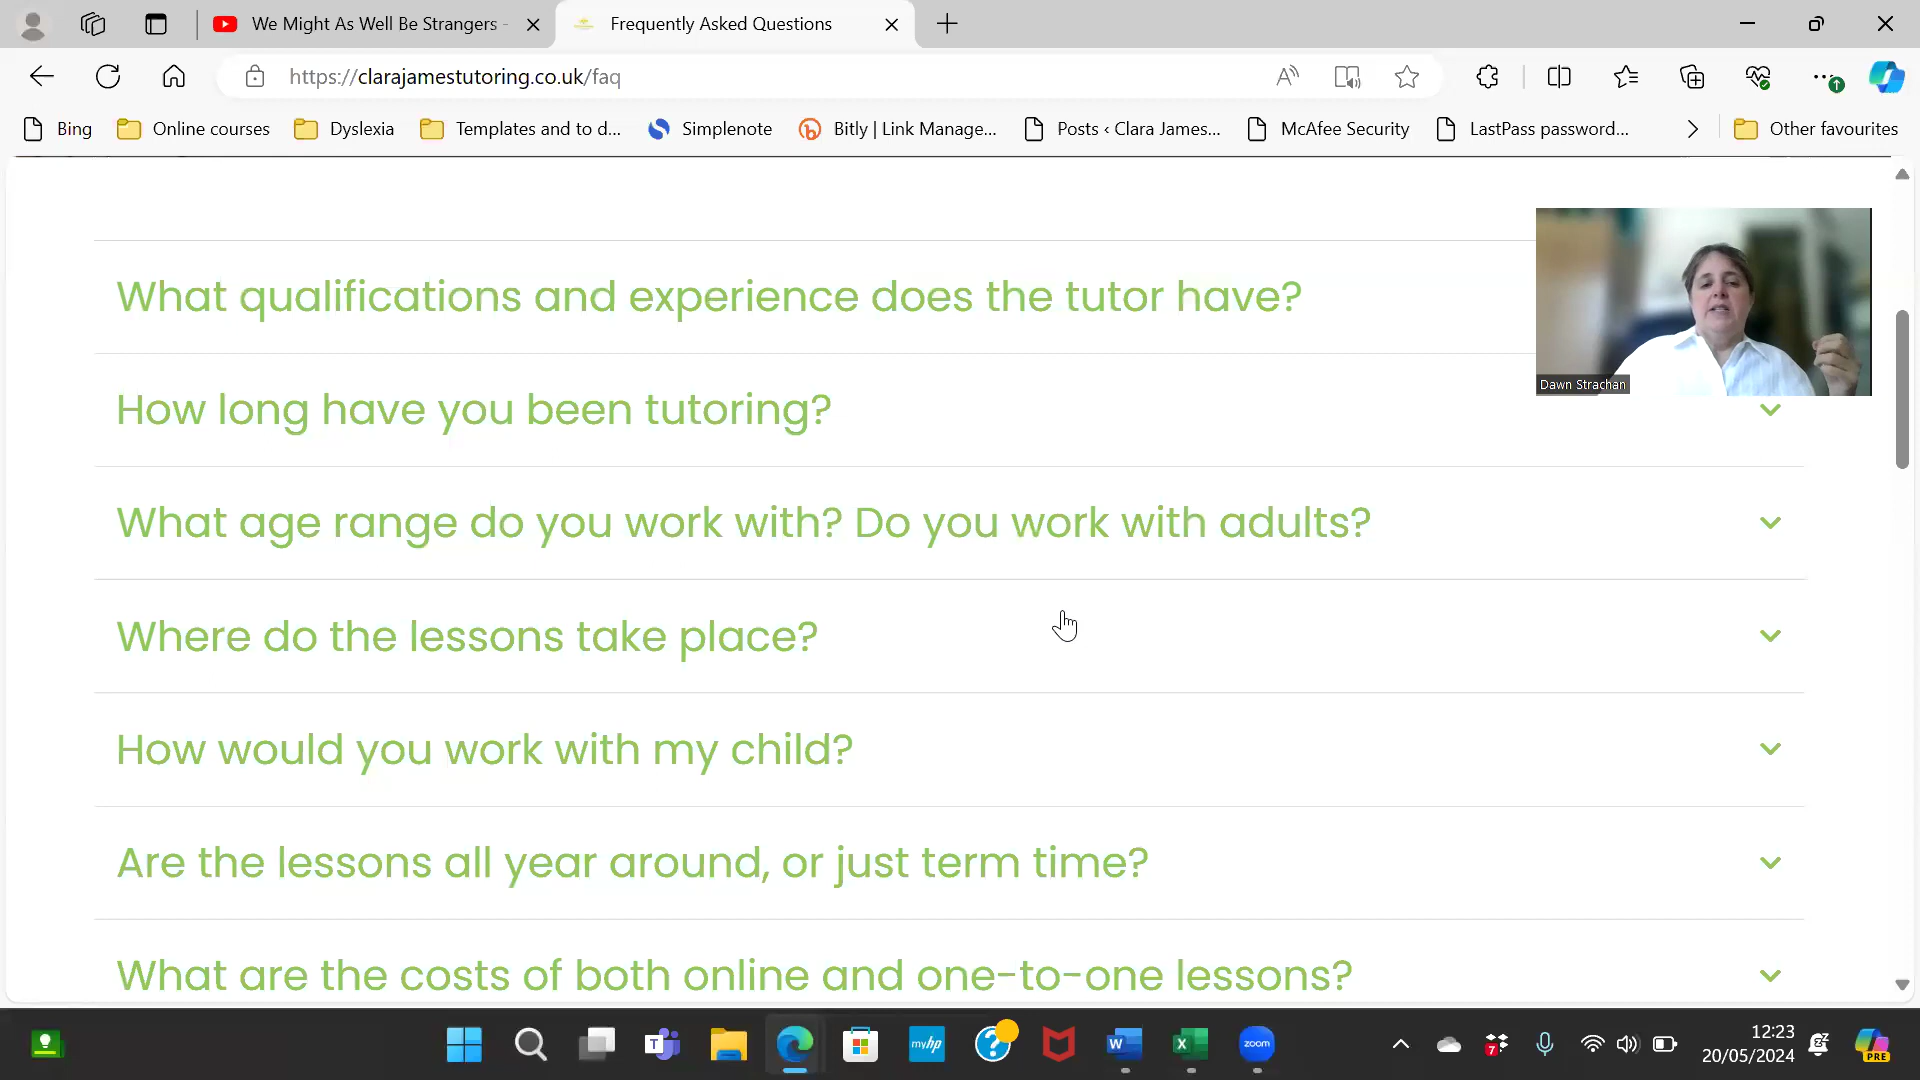 We Might As Well Be Strangers -
Frequently Asked Questions
https://clarajamestutoring.co.uk/faq
Bing
Online courses
Dyslexia
Templates and to d...
Simplenote
Bitly | Link Manage...
Posts ‹ Clara James...
McAfee Security
LastPass password...
Other favourites
What qualifications and experience does the tutor have?
Dawn Strachan
How long have you been tutoring?
What age range do you work with? Do you work with adults?
Where do the lessons take place?
How would you work with my child?
Are the lessons all year around, or just term time?
What are the costs of both online and one-to-one lessons?
myhp
zoom
7
12:23
20/05/2024
PRE